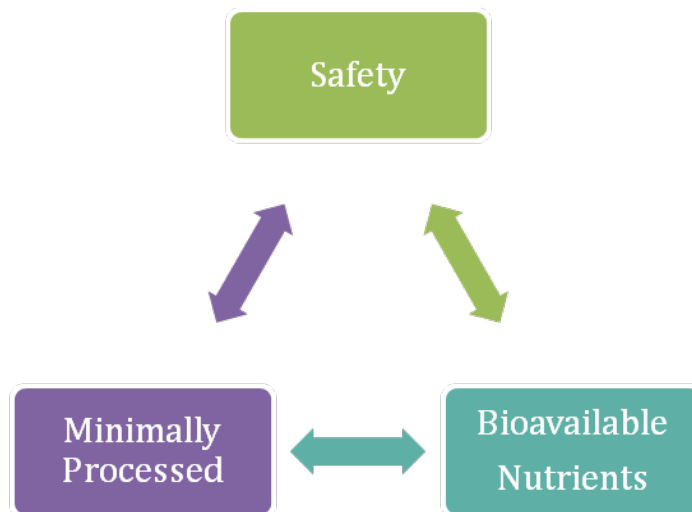 Safety
Minimally
Processed
Bioavailable
Nutrients